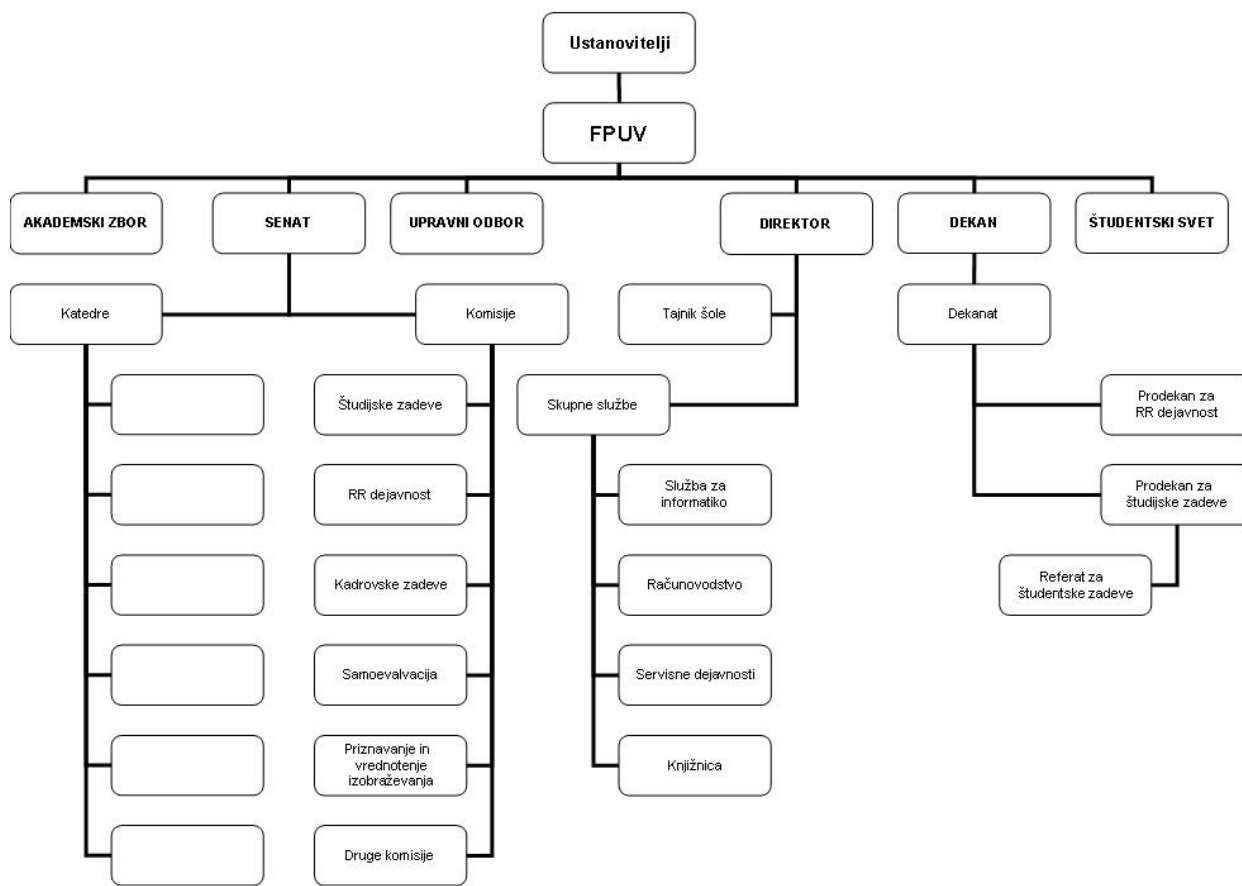 Ustanovitelji
FPUV
AKADEMSKI ZBOR
SENAT
UPRAVNI ODBOR
DIREKTOR
DEKAN
ŠTUDENTSKI SVET
Katedre
Komisije
Tajnik šole
Dekanat
Študijske zadeve
Skupne službe
Prodekan za
RR dejavnost
RR dejavnost
Služba za
informatiko
Prodekan za
študijske zadeve
Kadrovske zadeve
Računovodstvo
Referat za
študentske zadeve
Samoevalvacija
Servisne dejavnosti
Priznavanje in
vrednotenje
izobraževanja
Knjižnica
Druge komisije